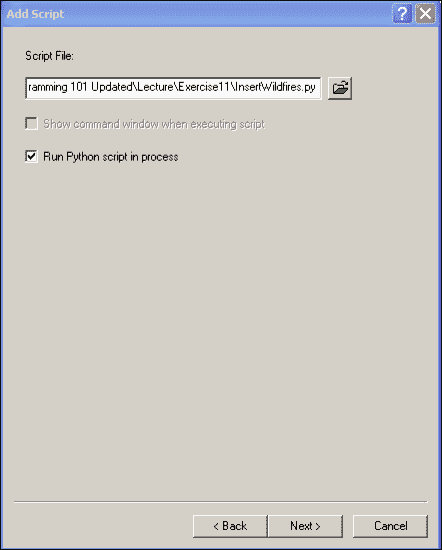 Add Script
Script File:
ramming 101 Updated\Lecture\Exercise11\InsertWildfires.py
Show command window when executing script
Run Python script in process
< Back Next > Cancel